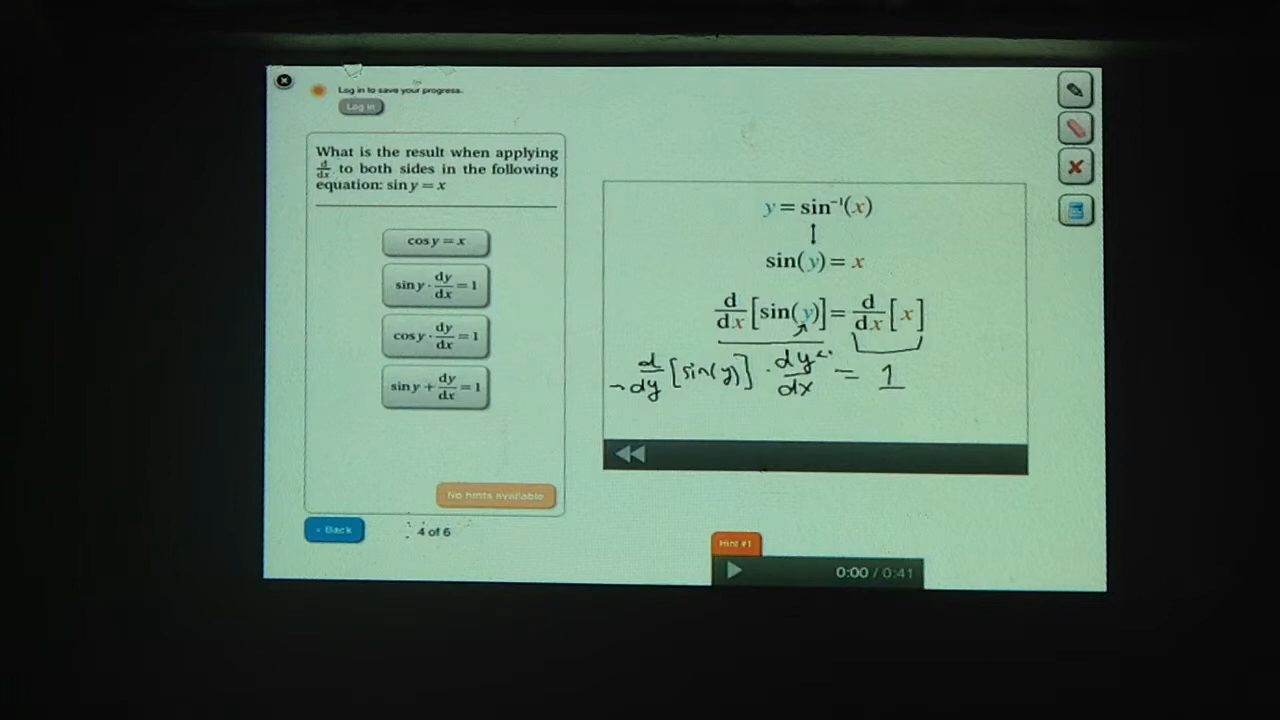 Log in to save your progress.
Log in
What is the result when applying
d/dx to both sides in the following
equation: sin y = x
cos y = x
sin y · dy/dx = 1
cos y · dy/dx = 1
sin y + dy/dx = 1
No hints available
« Back
4 of 6
y = sin⁻¹(x)
sin(y) = x
d/dx [sin(y)] = d/dx [x]
d/dy [sin(y)] · dy/dx = 1
Hint #1
0:00 / 0:41